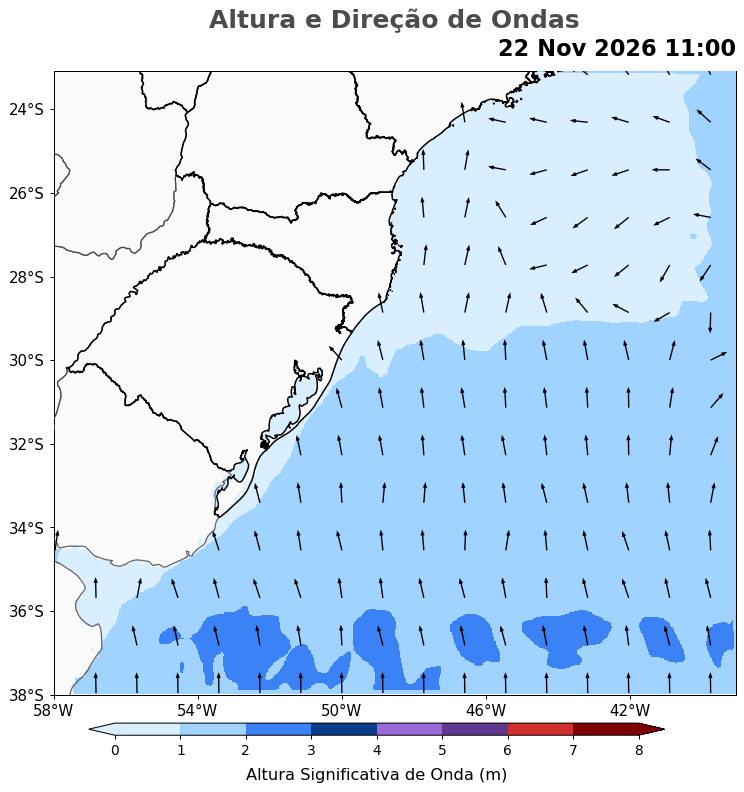 Altura e Direção de Ondas
22 Nov 2026 11:00
24°S
26°S
28°S
30°S
32°S
34°S
36°S
38°S
58°W 54°W 50°W 46°W 42°W
0 1 2 3 4 5 6 7 8
Altura Significativa de Onda (m)